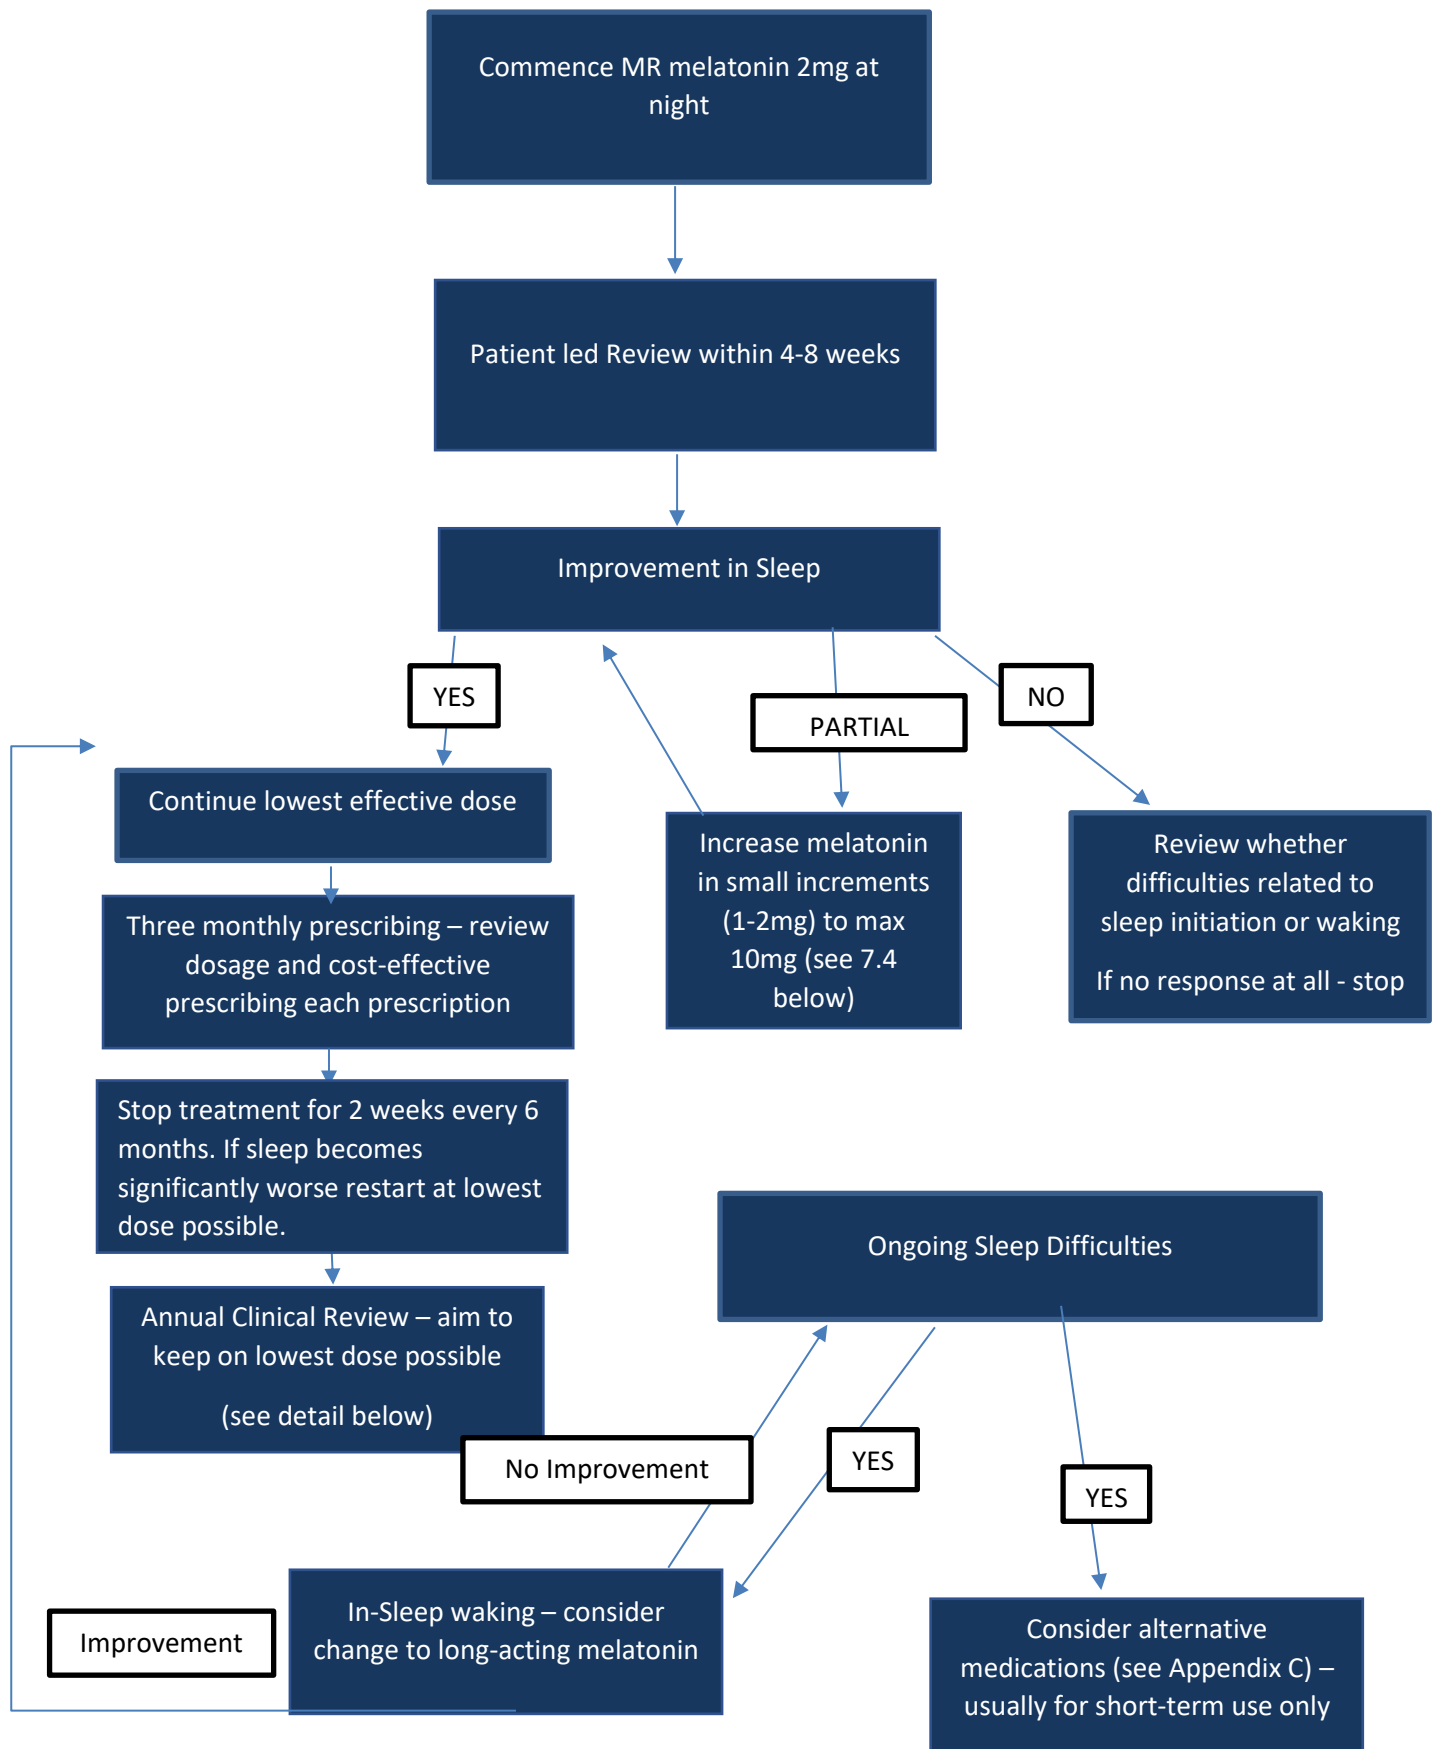 Commence MR melatonin 2mg at
night
Patient led Review within 4-8 weeks
Improvement in Sleep
YES
PARTIAL
NO
Continue lowest effective dose
Increase melatonin
in small increments
(1-2mg) to max
10mg (see 7.4
below)
Review whether
difficulties related to
sleep initiation or waking
If no response at all - stop
Three monthly prescribing – review
dosage and cost-effective
prescribing each prescription
Stop treatment for 2 weeks every 6
months. If sleep becomes
significantly worse restart at lowest
dose possible.
Annual Clinical Review – aim to
keep on lowest dose possible
(see detail below)
Ongoing Sleep Difficulties
No Improvement
YES
YES
Improvement
In-Sleep waking – consider
change to long-acting melatonin
Consider alternative
medications (see Appendix C) –
usually for short-term use only